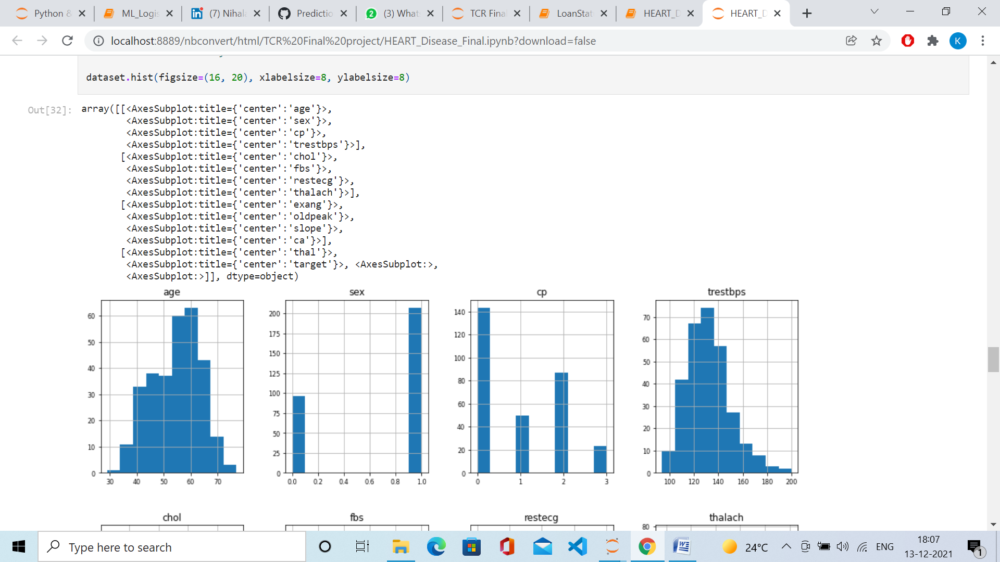 Python &
ML_Logis
(7) Nihala
Predictio
(3) What
TCR Final
LoanStat
HEART_D
HEART_D
localhost:8889/nbconvert/html/TCR%20Final%20project/HEART_Disease_Final.ipynb?download=false
K
dataset.hist(figsize=(16, 20), xlabelsize=8, ylabelsize=8)
Out[32]: array([[<AxesSubplot:title={'center':'age'}>,
<AxesSubplot:title={'center':'sex'}>,
<AxesSubplot:title={'center':'cp'}>,
<AxesSubplot:title={'center':'trestbps'}>],
[<AxesSubplot:title={'center':'chol'}>,
<AxesSubplot:title={'center':'fbs'}>,
<AxesSubplot:title={'center':'restecg'}>,
<AxesSubplot:title={'center':'thalach'}>],
[<AxesSubplot:title={'center':'exang'}>,
<AxesSubplot:title={'center':'oldpeak'}>,
<AxesSubplot:title={'center':'slope'}>,
<AxesSubplot:title={'center':'ca'}>],
[<AxesSubplot:title={'center':'thal'}>,
<AxesSubplot:title={'center':'target'}>, <AxesSubplot:>,
<AxesSubplot:>]], dtype=object)
age
60
50
40
30
20
10
0
30 40 50 60 70
sex
200
175
150
125
100
75
50
25
0
0.0 0.2 0.4 0.6 0.8 1.0
cp
140
120
100
80
60
40
20
0
0 1 2 3
trestbps
70
60
50
40
30
20
10
0
100 120 140 160 180 200
chol
fbs
restecg
thalach
80
Type here to search
24°C
ENG
18:07
13-12-2021
1